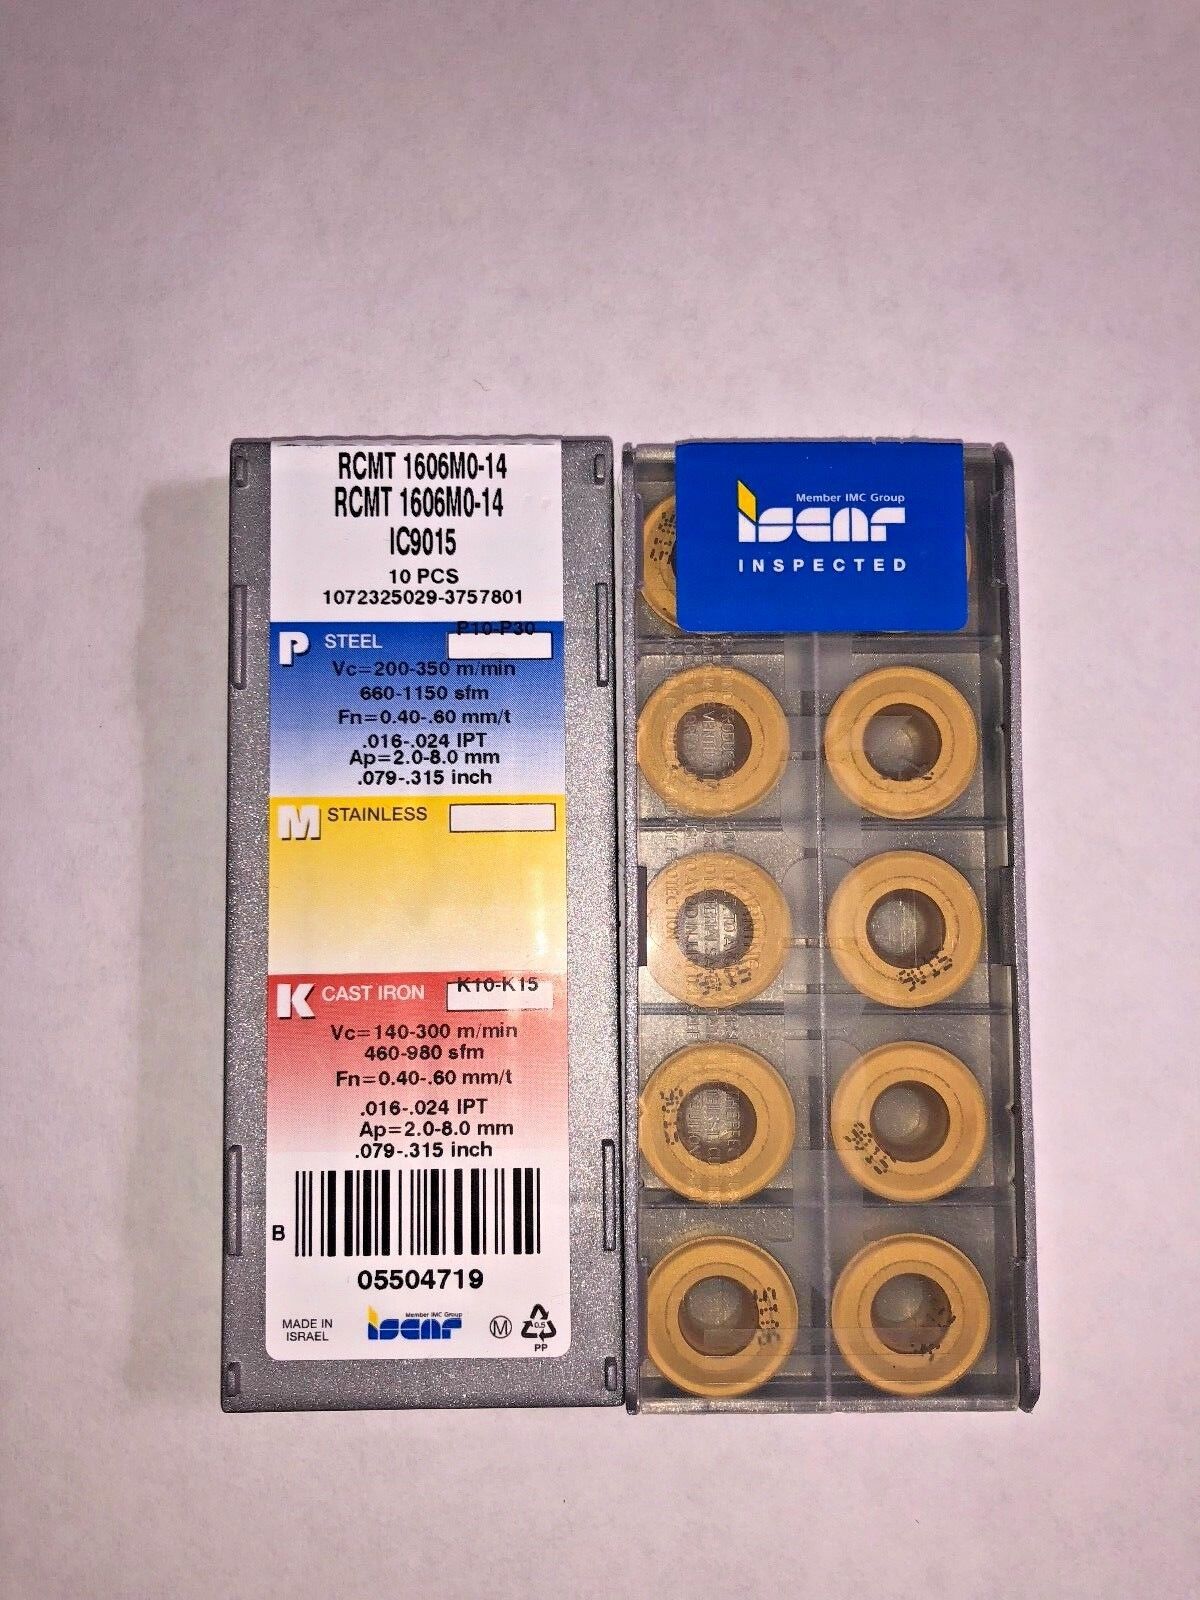 RCMT 1606M0-14
RCMT 1606M0-14
IC9015
10 PCS
1072325029-3757801
P STEEL P10-P30
Vc=200-350 m/min
660-1150 sfm
Fn=0.40-.60 mm/t
.016-.024 IPT
Ap=2.0-8.0 mm
.079-.315 inch
M STAINLESS
K CAST IRON K10-K15
Vc=140-300 m/min
460-980 sfm
Fn=0.40-.60 mm/t
.016-.024 IPT
Ap=2.0-8.0 mm
.079-.315 inch
B
05504719
MADE IN
ISRAEL
Member IMC Group
iscar
M
0.5
PP
Member IMC Group
iscar
INSPECTED